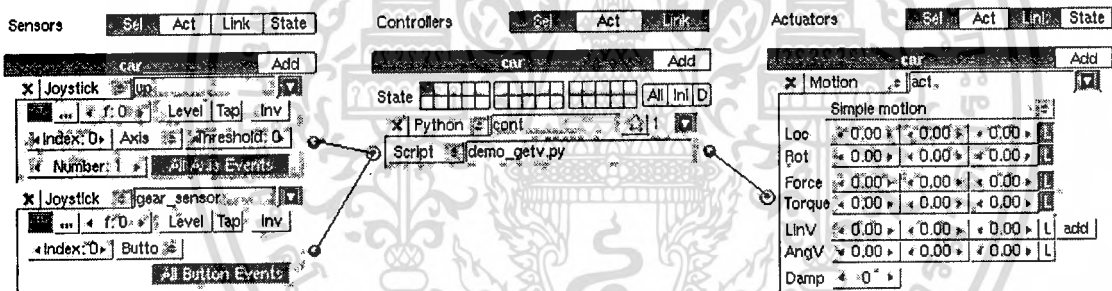 Sensors Sel Act Link State
car Add
X Joystick up
... f: 0 Level Tap Inv
Index: 0 Axis Threshold: 0
Number: 1 All Axis Events
X Joystick gear_sensor
... f: 0 Level Tap Inv
Index: 0 Butto
All Button Events
Controllers Sel Act Link
car Add
State All Ini D
X Python cont 1
Script demo_getv.py
Actuators Sel Act Link State
car Add
X Motion act
Simple motion
Loc 0.00 0.00 0.00 L
Rot 0.00 0.00 0.00 L
Force 0.00 0.00 0.00 L
Torque 0.00 0.00 0.00 L
LinV 0.00 0.00 0.00 L add
AngV 0.00 0.00 0.00 L
Damp 0